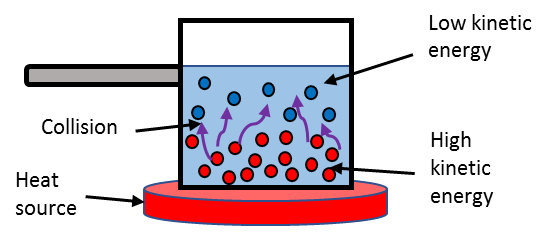 Low kinetic
energy
Collision
High
kinetic
energy
Heat
source